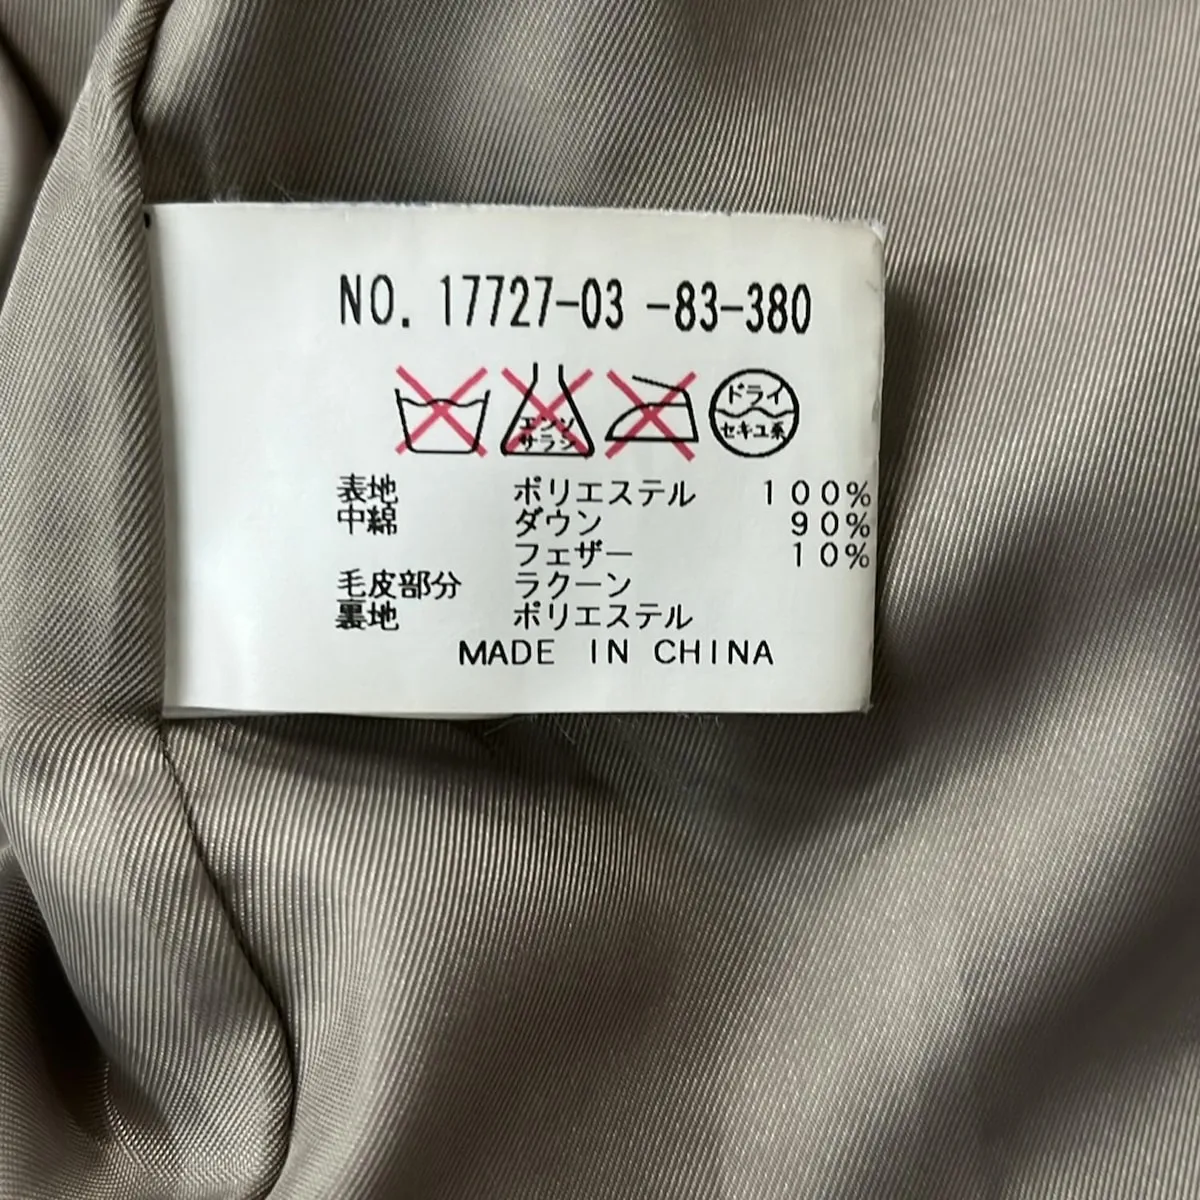 NO. 17727-03 -83-380
エンソ サラシ ドライ セキユ系
表地 ポリエステル 100%
中綿 ダウン 90%
フェザー 10%
毛皮部分 ラクーン
裏地 ポリエステル
MADE IN CHINA